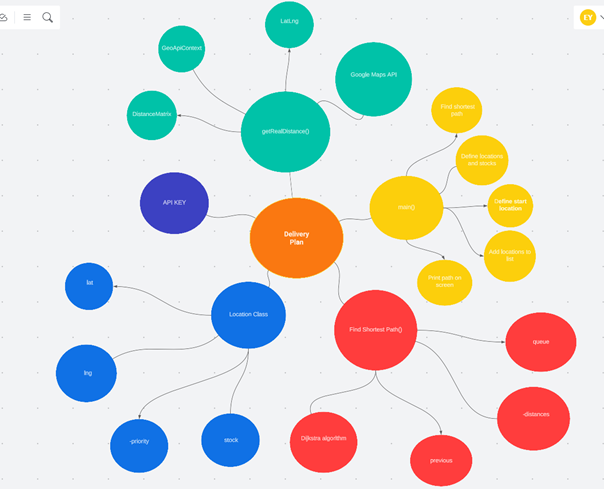 EY
LatLng
GeoApiContext
Google Maps API
DistanceMatrix
getRealDistance()
Find shortest
path
Define locations
and stocks
API KEY
main()
Define start
location
Delivery
Plan
Add locations to
list
Print path on
screen
lat
Location Class
Find Shortest Path()
queue
lng
-distances
-priority
stock
Dijkstra algorithm
previous